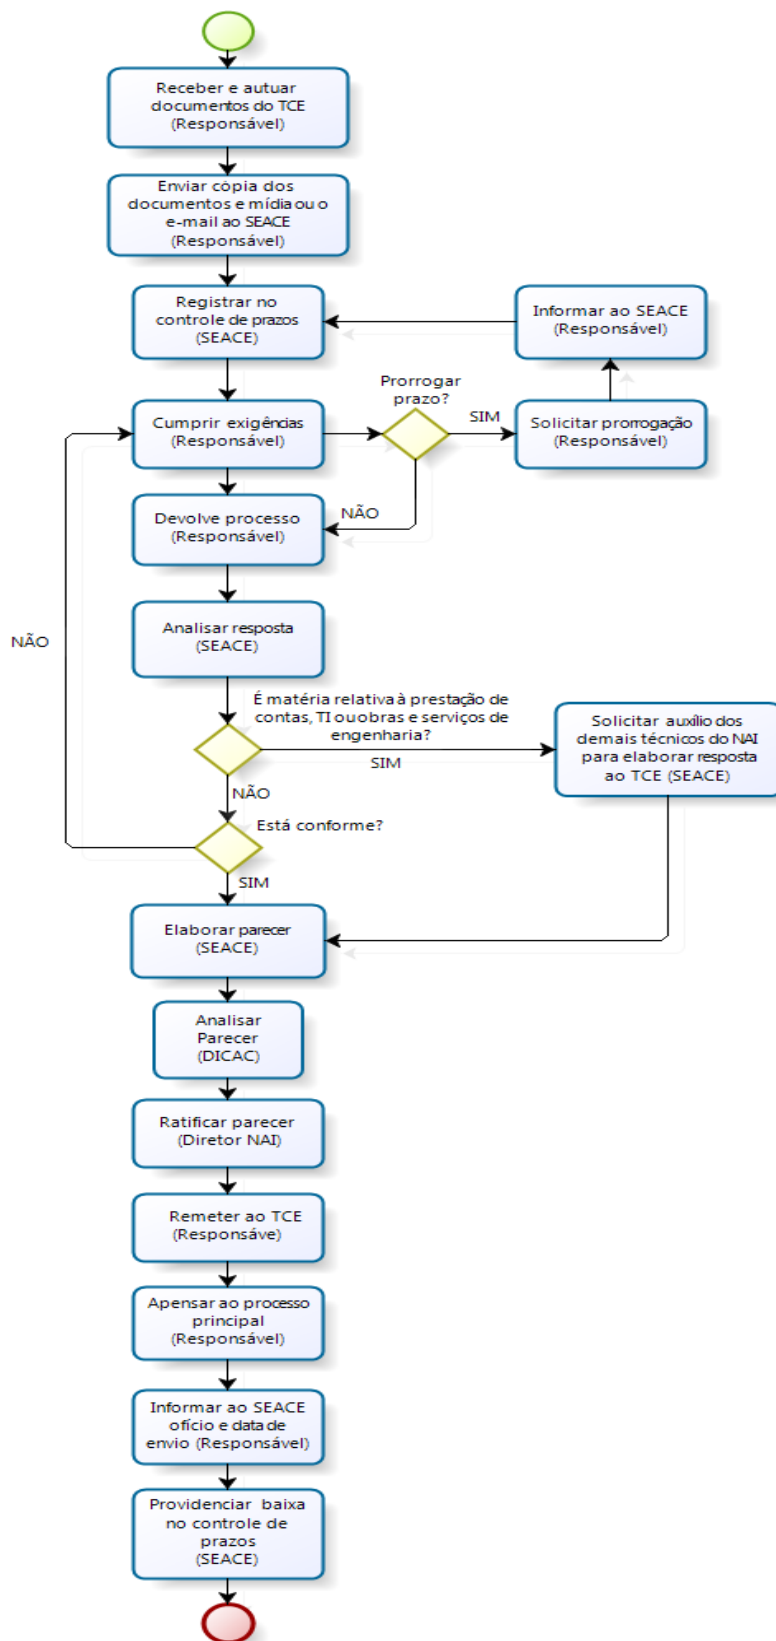 Receber e autuar
documentos do TCE
(Responsável)
Enviar cópia dos
documentos e mídia ou o
e-mail ao SEACE
(Responsável)
Registrar no
controle de prazos
(SEACE)
Informar ao SEACE
(Responsável)
Prorrogar
prazo?
Cumprir exigências
(Responsável)
SIM
Solicitar prorrogação
(Responsável)
Devolve processo
(Responsável)
NÃO
Analisar resposta
(SEACE)
NÃO
É matéria relativa à prestação de
contas, TI ou obras e serviços de
engenharia?
SIM
Solicitar auxílio dos
demais técnicos do NAI
para elaborar resposta
ao TCE (SEACE)
NÃO
Está conforme?
SIM
Elaborar parecer
(SEACE)
Analisar
Parecer
(DICAC)
Ratificar parecer
(Diretor NAI)
Remeter ao TCE
(Responsáve)
Apensar ao processo
principal
(Responsável)
Informar ao SEACE
ofício e data de
envio (Responsável)
Providenciar baixa
no controle de
prazos
(SEACE)